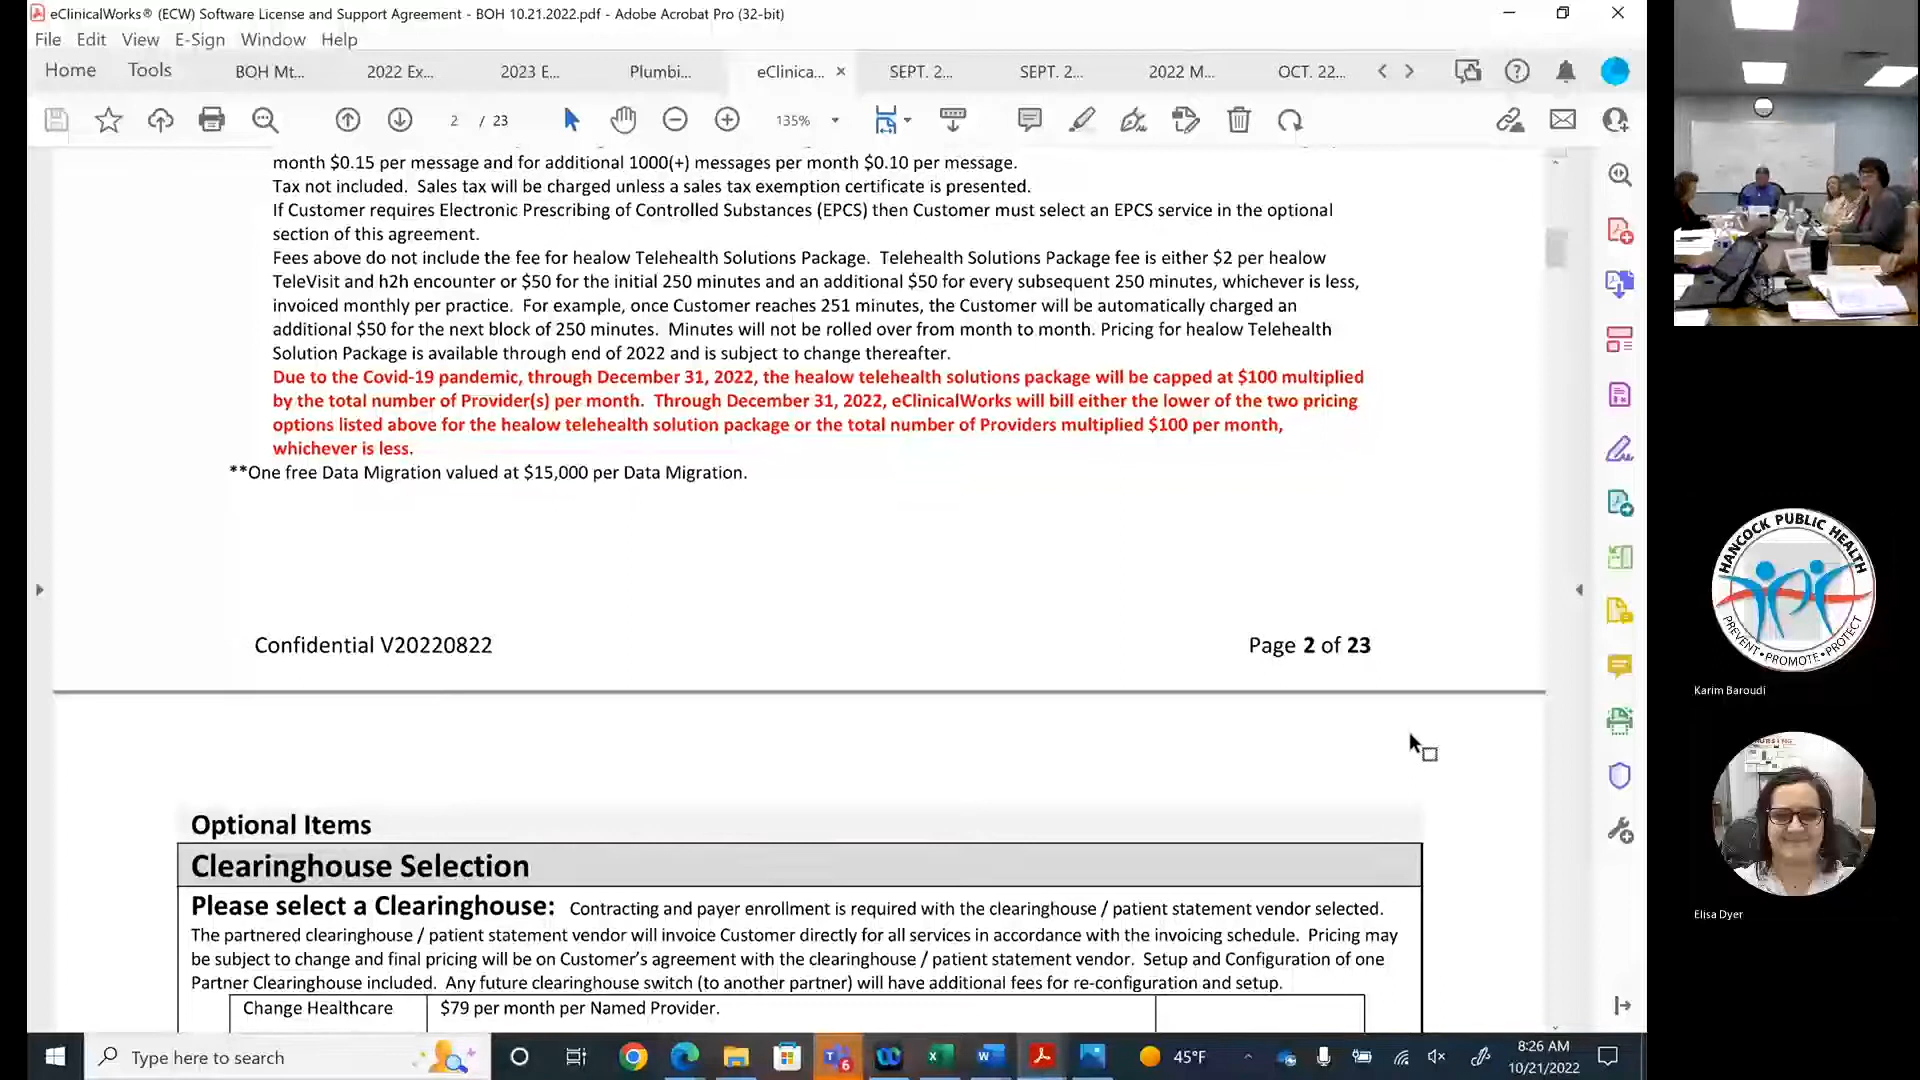 eClinicalWorks® (ECW) Software License and Support Agreement - BOH 10.21.2022.pdf - Adobe Acrobat Pro (32-bit)
File Edit View E-Sign Window Help
Home Tools BOH Mt... 2022 Ex... 2023 E... Plumbi... eClinica... SEPT. 2... SEPT. 2... 2022 M... OCT. 22...
2 / 23 135%
month $0.15 per message and for additional 1000(+) messages per month $0.10 per message.
Tax not included. Sales tax will be charged unless a sales tax exemption certificate is presented.
If Customer requires Electronic Prescribing of Controlled Substances (EPCS) then Customer must select an EPCS service in the optional
section of this agreement.
Fees above do not include the fee for healow Telehealth Solutions Package. Telehealth Solutions Package fee is either $2 per healow
TeleVisit and h2h encounter or $50 for the initial 250 minutes and an additional $50 for every subsequent 250 minutes, whichever is less,
invoiced monthly per practice. For example, once Customer reaches 251 minutes, the Customer will be automatically charged an
additional $50 for the next block of 250 minutes. Minutes will not be rolled over from month to month. Pricing for healow Telehealth
Solution Package is available through end of 2022 and is subject to change thereafter.
Due to the Covid-19 pandemic, through December 31, 2022, the healow telehealth solutions package will be capped at $100 multiplied
by the total number of Provider(s) per month. Through December 31, 2022, eClinicalWorks will bill either the lower of the two pricing
options listed above for the healow telehealth solution package or the total number of Providers multiplied $100 per month,
whichever is less.
**One free Data Migration valued at $15,000 per Data Migration.
Confidential V20220822 Page 2 of 23
Optional Items
Clearinghouse Selection
Please select a Clearinghouse: Contracting and payer enrollment is required with the clearinghouse / patient statement vendor selected.
The partnered clearinghouse / patient statement vendor will invoice Customer directly for all services in accordance with the invoicing schedule. Pricing may
be subject to change and final pricing will be on Customer's agreement with the clearinghouse / patient statement vendor. Setup and Configuration of one
Partner Clearinghouse included. Any future clearinghouse switch (to another partner) will have additional fees for re-configuration and setup.
Change Healthcare $79 per month per Named Provider.
Type here to search
6
45°F
8:26 AM
10/21/2022
HANCOCK PUBLIC HEALTH
PREVENT • PROMOTE • PROTECT
Karim Baroudi
Elisa Dyer